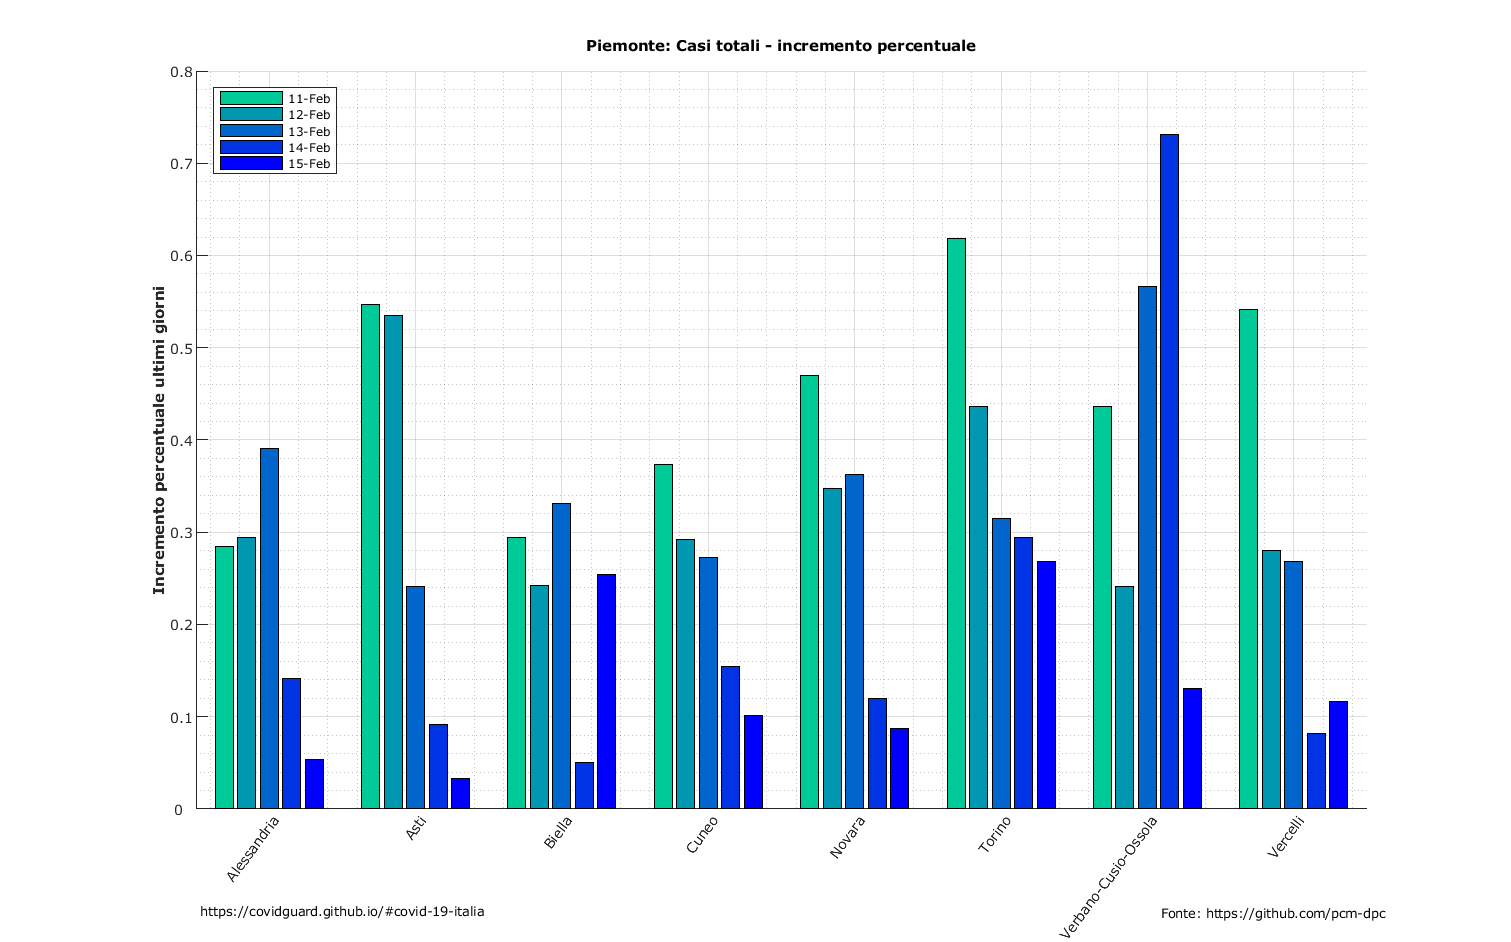 Piemonte: Casi totali - incremento percentuale
Incremento percentuale ultimi giorni
0.8
0.7
0.6
0.5
0.4
0.3
0.2
0.1
0
11-Feb
12-Feb
13-Feb
14-Feb
15-Feb
Alessandria
Asti
Biella
Cuneo
Novara
Torino
Verbano-Cusio-Ossola
Vercelli
https://covidguard.github.io/#covid-19-italia
Fonte: https://github.com/pcm-dpc